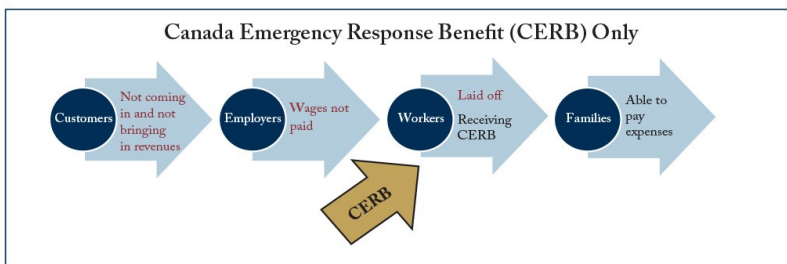 Canada Emergency Response Benefit (CERB) Only
Customers
Not coming
in and not
bringing
in revenues
Employers
Wages not
paid
Workers
Laid off
Receiving
CERB
Families
Able to
pay
expenses
CERB